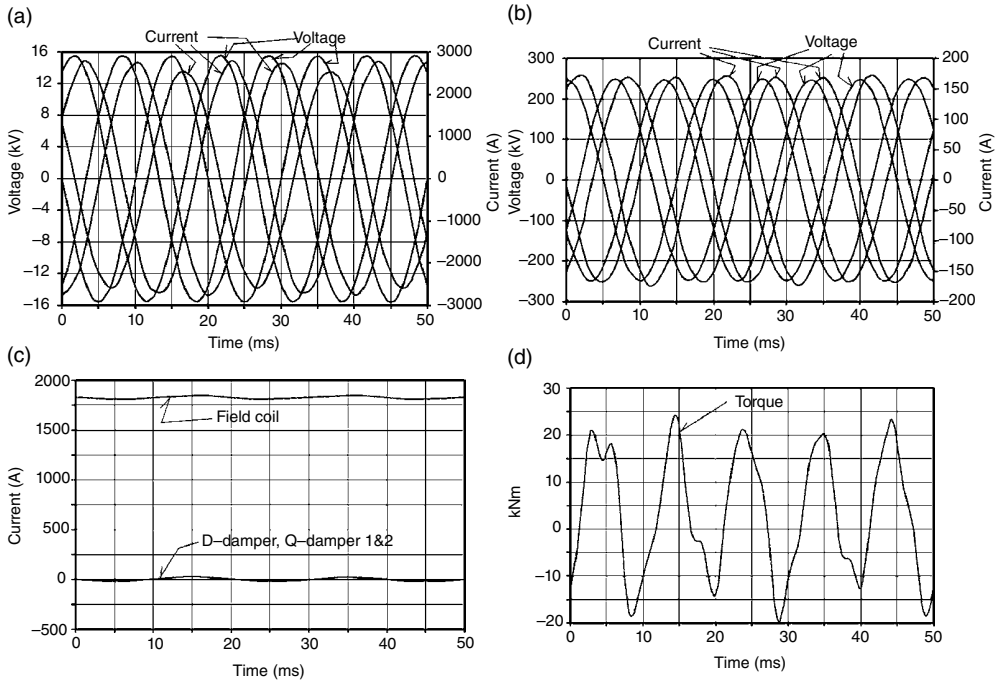 (a)
Current
Voltage
16
12
8
4
0
−4
−8
−12
−16
Voltage (kV)
3000
2000
1000
0
−1000
−2000
−3000
Current (A)
0 10 20 30 40 50
Time (ms)
(b)
Current
Voltage
300
200
100
0
−100
−200
−300
Voltage (kV)
200
150
100
50
0
−50
−100
−150
−200
Current (A)
0 10 20 30 40 50
Time (ms)
(c)
2000
1500
1000
500
0
−500
Current (A)
Field coil
D−damper, Q−damper 1&2
0 10 20 30 40 50
Time (ms)
(d)
30
20
10
0
−10
−20
kNm
Torque
0 10 20 30 40 50
Time (ms)